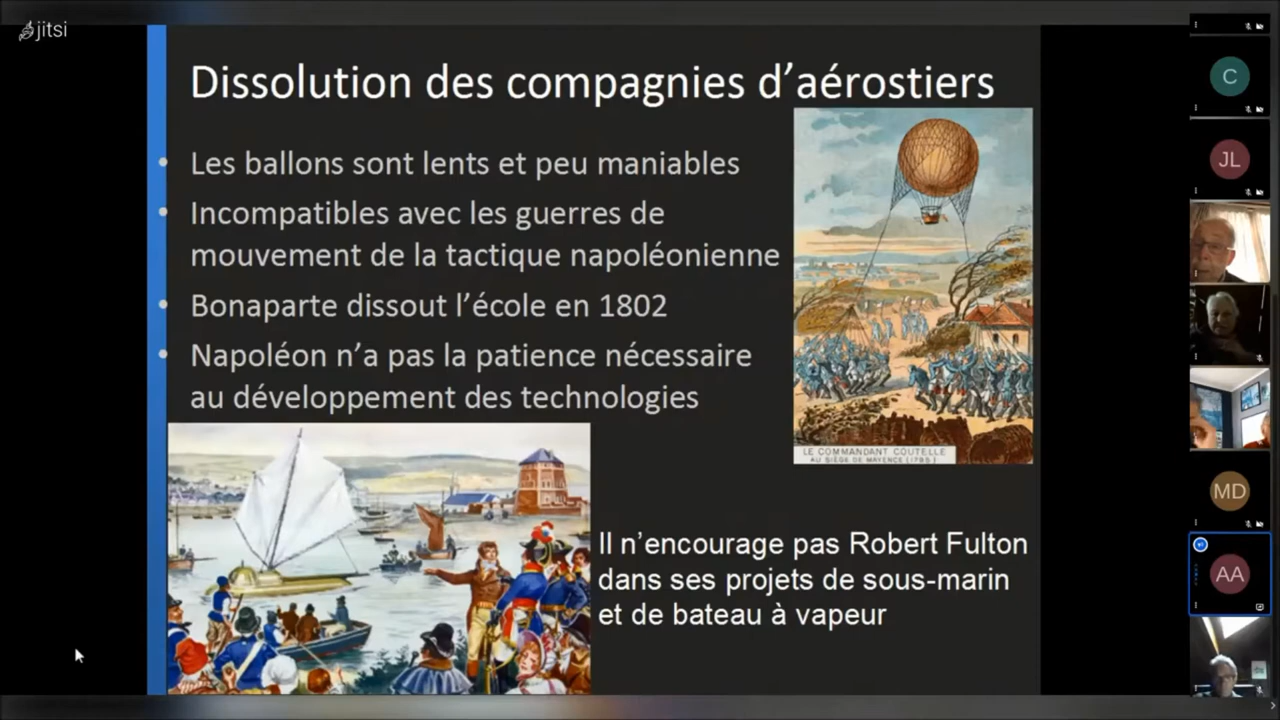 jitsi
Dissolution des compagnies d'aérostiers
• Les ballons sont lents et peu maniables
• Incompatibles avec les guerres de
mouvement de la tactique napoléonienne
• Bonaparte dissout l'école en 1802
• Napoléon n'a pas la patience nécessaire
au développement des technologies
LE COMMANDANT COUTELLE
AU SIÈGE DE MAYENCE (1795)
Il n'encourage pas Robert Fulton
dans ses projets de sous-marin
et de bateau à vapeur
C
JL
MD
AA